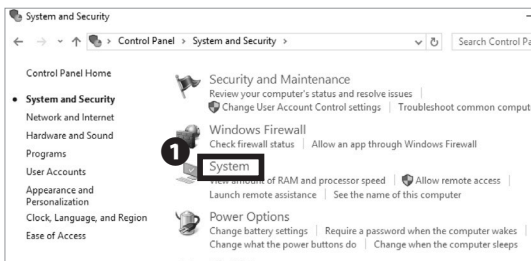 System and Security
Control Panel > System and Security >
Search Control Pa
Control Panel Home
System and Security
Network and Internet
Hardware and Sound
Programs
User Accounts
Appearance and
Personalization
Clock, Language, and Region
Ease of Access
Security and Maintenance
Review your computer's status and resolve issues
Change User Account Control settings | Troubleshoot common compute
Windows Firewall
Check firewall status | Allow an app through Windows Firewall
1
System
View amount of RAM and processor speed | Allow remote access
Launch remote assistance | See the name of this computer
Power Options
Change battery settings | Require a password when the computer wakes
Change what the power buttons do | Change when the computer sleeps